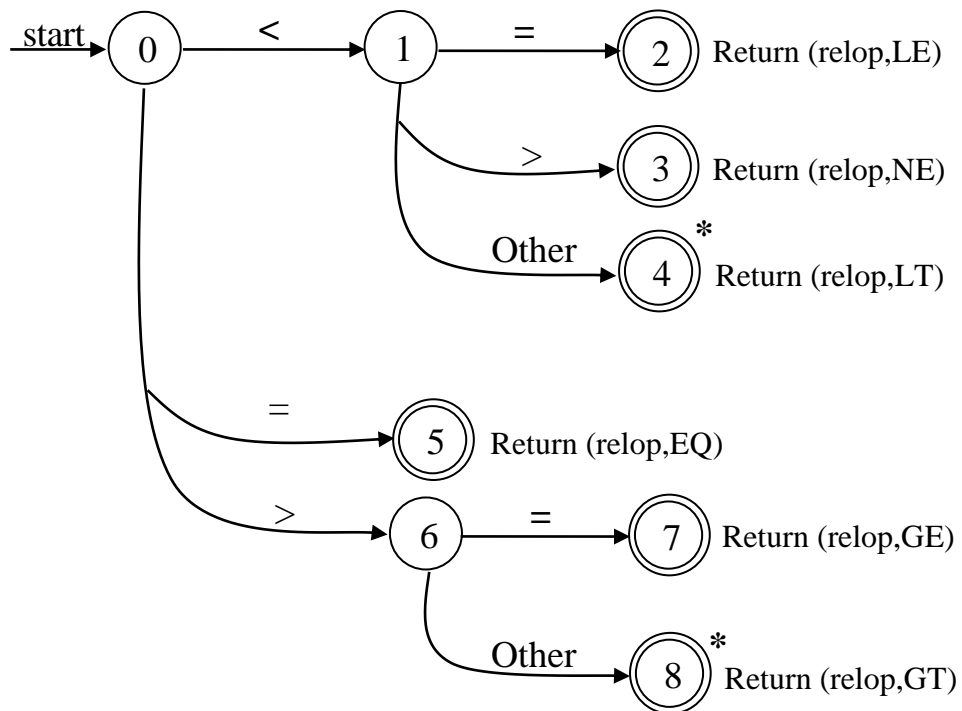 start 0 < 1 = 2 Return (relop,LE)
> 3 Return (relop,NE)
Other 4 * Return (relop,LT)
= 5 Return (relop,EQ)
> 6 = 7 Return (relop,GE)
Other 8 * Return (relop,GT)